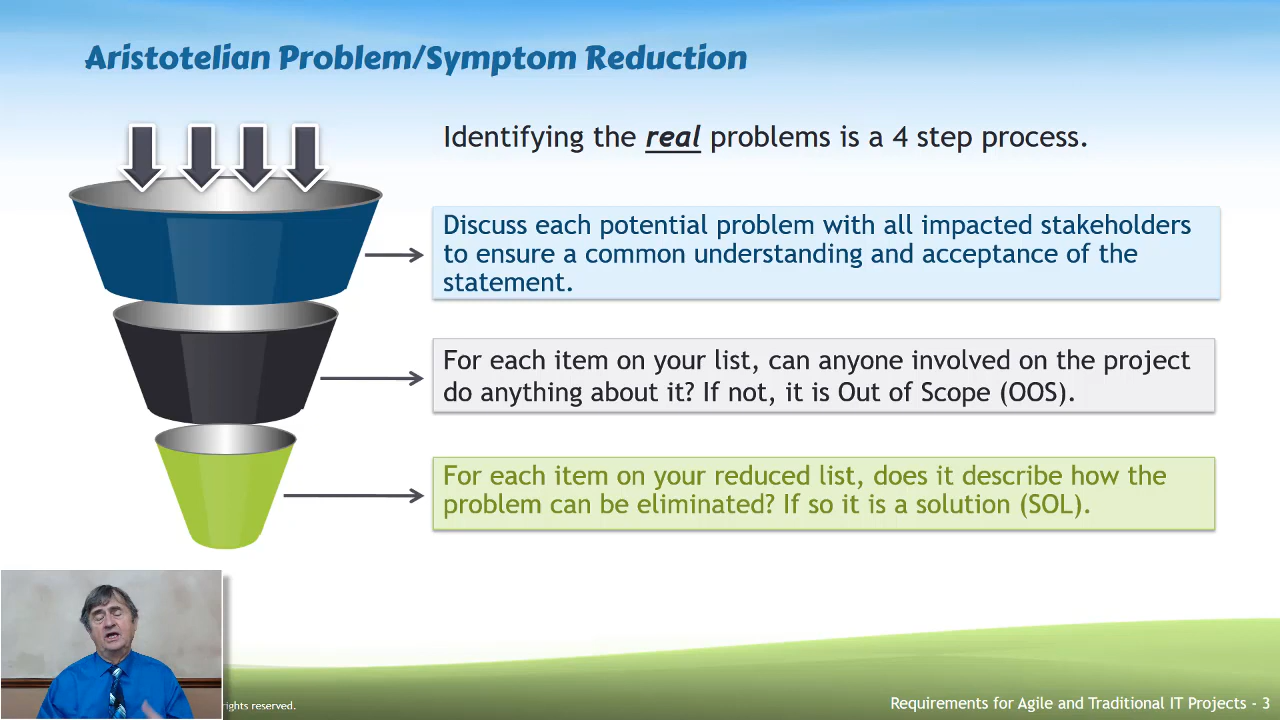 Aristotelian Problem/Symptom Reduction
Identifying the real problems is a 4 step process.
Discuss each potential problem with all impacted stakeholders
to ensure a common understanding and acceptance of the
statement.
For each item on your list, can anyone involved on the project
do anything about it? If not, it is Out of Scope (OOS).
For each item on your reduced list, does it describe how the
problem can be eliminated? If so it is a solution (SOL).
rights reserved.
Requirements for Agile and Traditional IT Projects - 3